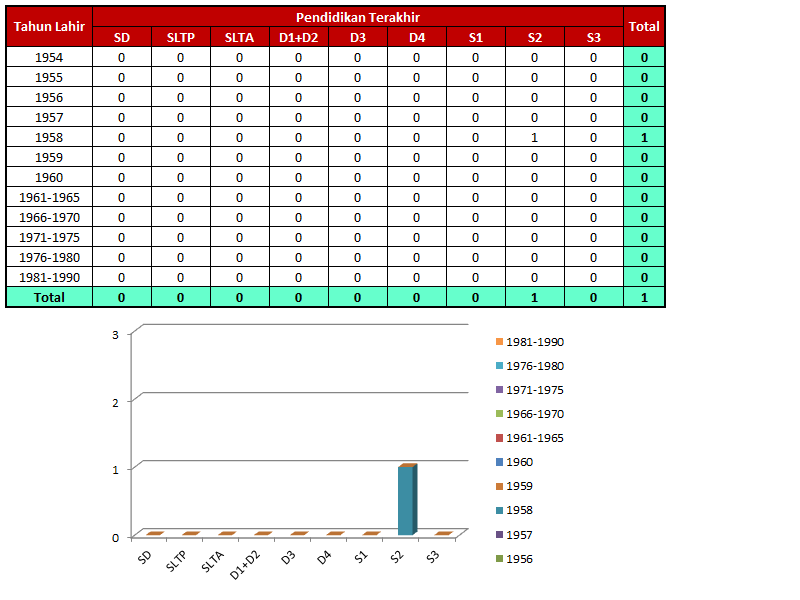 Tahun Lahir Pendidikan Terakhir Total
SD SLTP SLTA D1+D2 D3 D4 S1 S2 S3
1954 0 0 0 0 0 0 0 0 0 0
1955 0 0 0 0 0 0 0 0 0 0
1956 0 0 0 0 0 0 0 0 0 0
1957 0 0 0 0 0 0 0 0 0 0
1958 0 0 0 0 0 0 0 1 0 1
1959 0 0 0 0 0 0 0 0 0 0
1960 0 0 0 0 0 0 0 0 0 0
1961-1965 0 0 0 0 0 0 0 0 0 0
1966-1970 0 0 0 0 0 0 0 0 0 0
1971-1975 0 0 0 0 0 0 0 0 0 0
1976-1980 0 0 0 0 0 0 0 0 0 0
1981-1990 0 0 0 0 0 0 0 0 0 0
Total 0 0 0 0 0 0 0 1 0 1
3
2
1
0
SD SLTP SLTA D1+D2 D3 D4 S1 S2 S3
1981-1990
1976-1980
1971-1975
1966-1970
1961-1965
1960
1959
1958
1957
1956